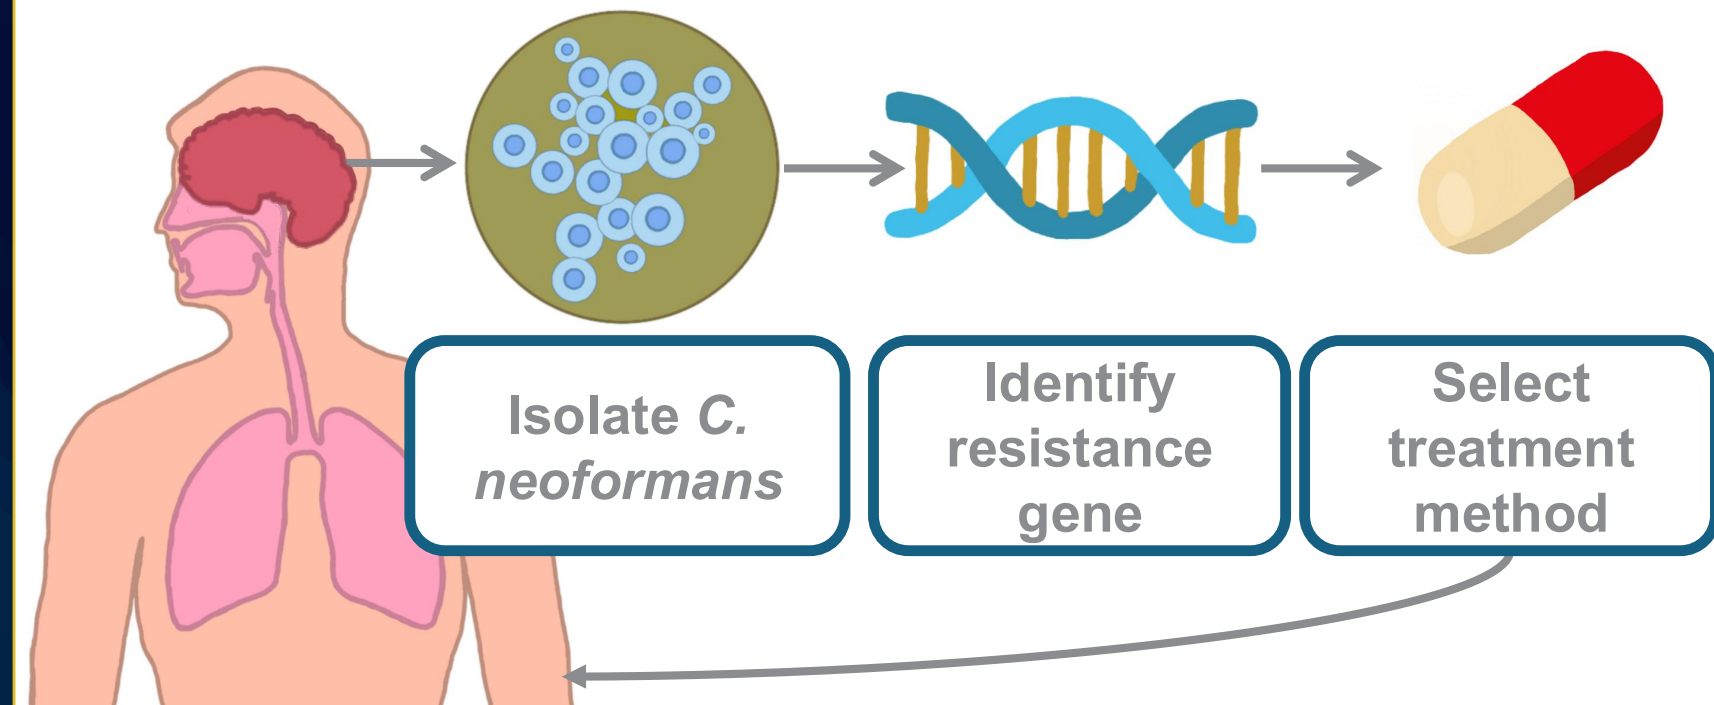 Isolate C.
neoformans
Identify
resistance
gene
Select
treatment
method